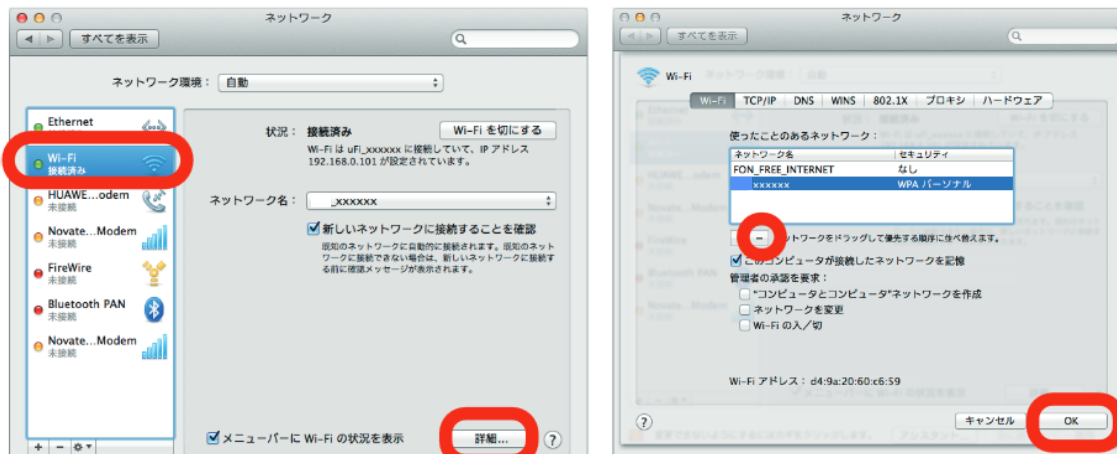 ネットワーク
すべてを表示
ネットワーク環境： 自動
Ethernet
Wi-Fi
接続済み
HUAWE...odem
未接続
Novate...Modem
未接続
FireWire
未接続
Bluetooth PAN
未接続
Novate...Modem
未接続
状況： 接続済み
Wi-Fi を切にする
Wi-Fi は uFi_xxxxxx に接続していて、IP アドレス
192.168.0.101 が設定されています。
ネットワーク名： _xxxxxx
新しいネットワークに接続することを確認
既知のネットワークに自動的に接続されます。既知のネット
ワークに接続できない場合は、新しいネットワークに接続す
る前に確認メッセージが表示されます。
メニューバーに Wi-Fi の状況を表示
詳細...
?
ネットワーク
すべてを表示
Wi-Fi
Wi-Fi TCP/IP DNS WINS 802.1X プロキシ ハードウェア
使ったことのあるネットワーク：
ネットワーク名 セキュリティ
FON_FREE_INTERNET なし
xxxxxx WPA パーソナル
ットワークをドラッグして優先する順序に並べ替えます。
このコンピュータが接続したネットワークを記憶
管理者の承認を要求：
"コンピュータとコンピュータ"ネットワークを作成
ネットワークを変更
Wi-Fi の入／切
Wi-Fi アドレス： d4:9a:20:60:c6:59
?
キャンセル
OK